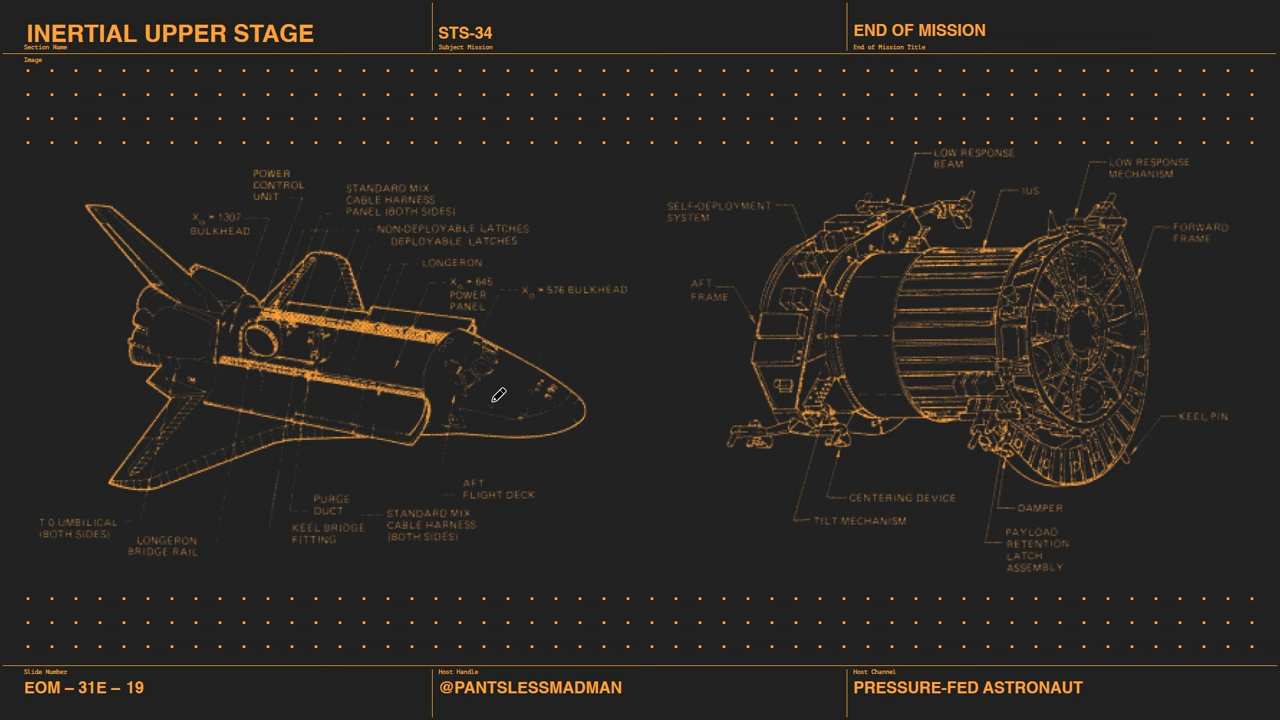 INERTIAL UPPER STAGE
Section Name
STS-34
Subject Mission
END OF MISSION
End of Mission Title
Image
POWER
CONTROL
UNIT
STANDARD MIX
CABLE HARNESS
PANEL (BOTH SIDES)
X₀ = 1307
BULKHEAD
NON-DEPLOYABLE LATCHES
DEPLOYABLE LATCHES
LONGERON
X₀ = 645
POWER
PANEL
X₀ = 576 BULKHEAD
AFT
FLIGHT DECK
PURGE
DUCT
STANDARD MIX
CABLE HARNESS
(BOTH SIDES)
KEEL BRIDGE
FITTING
T O UMBILICAL
(BOTH SIDES)
LONGERON
BRIDGE RAIL
LOW RESPONSE
BEAM
LOW RESPONSE
MECHANISM
IUS
SELF-DEPLOYMENT
SYSTEM
FORWARD
FRAME
AFT
FRAME
KEEL PIN
CENTERING DEVICE
TILT MECHANISM
DAMPER
PAYLOAD
RETENTION
LATCH
ASSEMBLY
Slide Number
EOM – 31E – 19
Host Handle
@PANTSLESSMADMAN
Host Channel
PRESSURE-FED ASTRONAUT